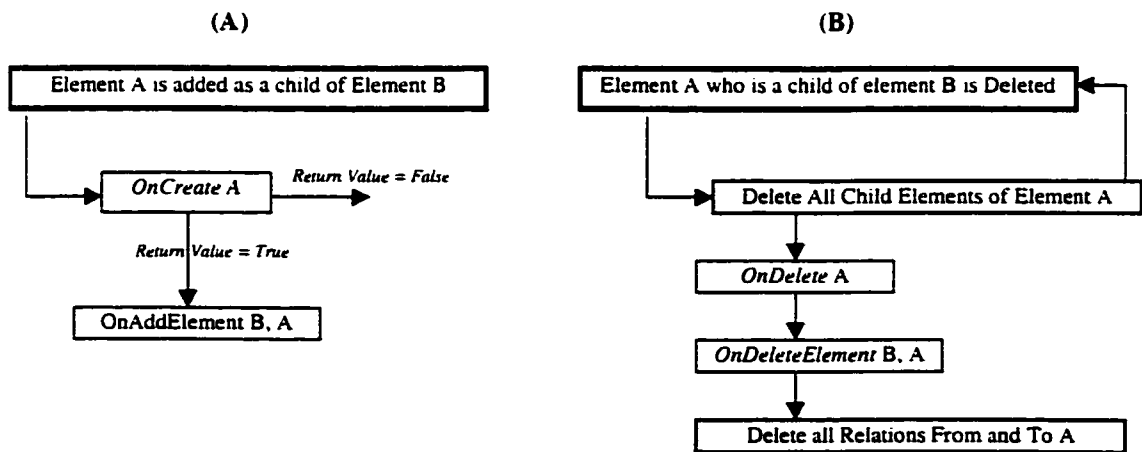 (A)
Element A is added as a child of Element B
OnCreate A
Return Value = False
Return Value = True
OnAddElement B, A
(B)
Element A who is a child of element B is Deleted
Delete All Child Elements of Element A
OnDelete A
OnDeleteElement B, A
Delete all Relations From and To A